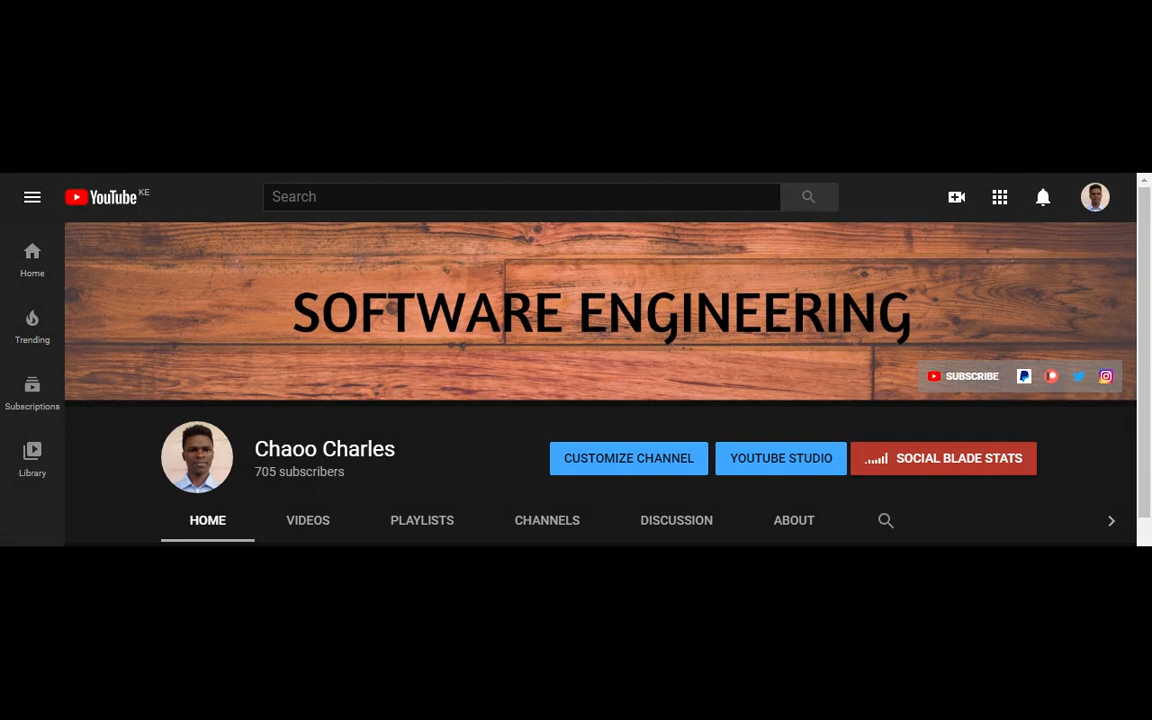 YouTube KE
Search
Home
Trending
Subscriptions
Library
SOFTWARE ENGINEERING
SUBSCRIBE
Chaoo Charles
705 subscribers
CUSTOMIZE CHANNEL YOUTUBE STUDIO SOCIAL BLADE STATS
HOME VIDEOS PLAYLISTS CHANNELS DISCUSSION ABOUT